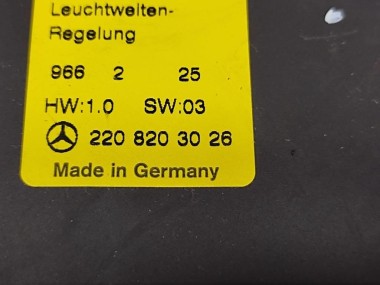 Leuchtweiten-
Regelung
966 2 25
HW:1.0 SW:03
220 820 30 26
Made in Germany